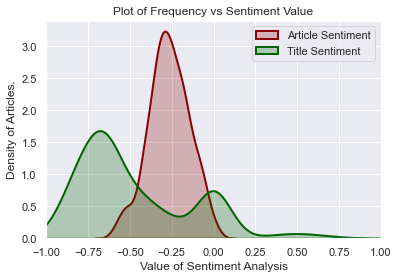 Plot of Frequency vs Sentiment Value
Article Sentiment
Title Sentiment
Density of Articles.
3.0
2.5
2.0
1.5
1.0
0.5
0.0
−1.00 −0.75 −0.50 −0.25 0.00 0.25 0.50 0.75 1.00
Value of Sentiment Analysis